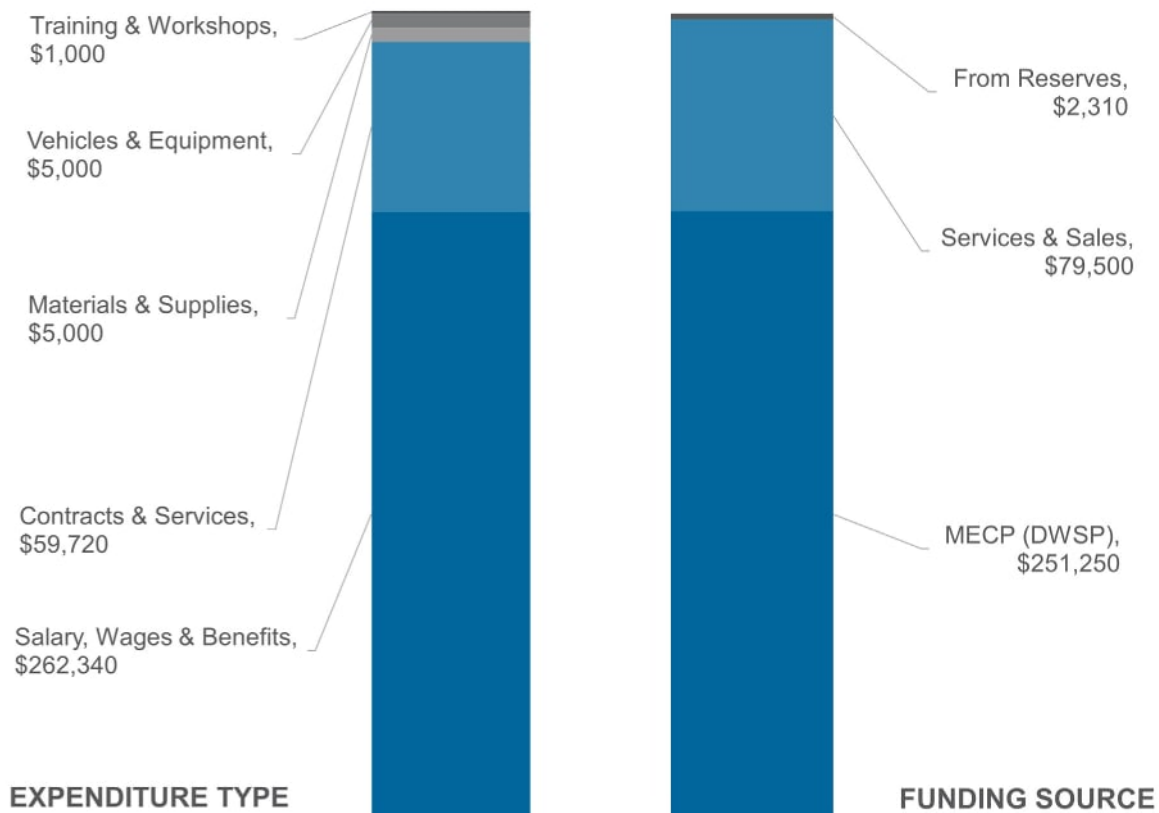 Training & Workshops,
$1,000
Vehicles & Equipment,
$5,000
Materials & Supplies,
$5,000
Contracts & Services,
$59,720
Salary, Wages & Benefits,
$262,340
EXPENDITURE TYPE
From Reserves,
$2,310
Services & Sales,
$79,500
MECP (DWSP),
$251,250
FUNDING SOURCE